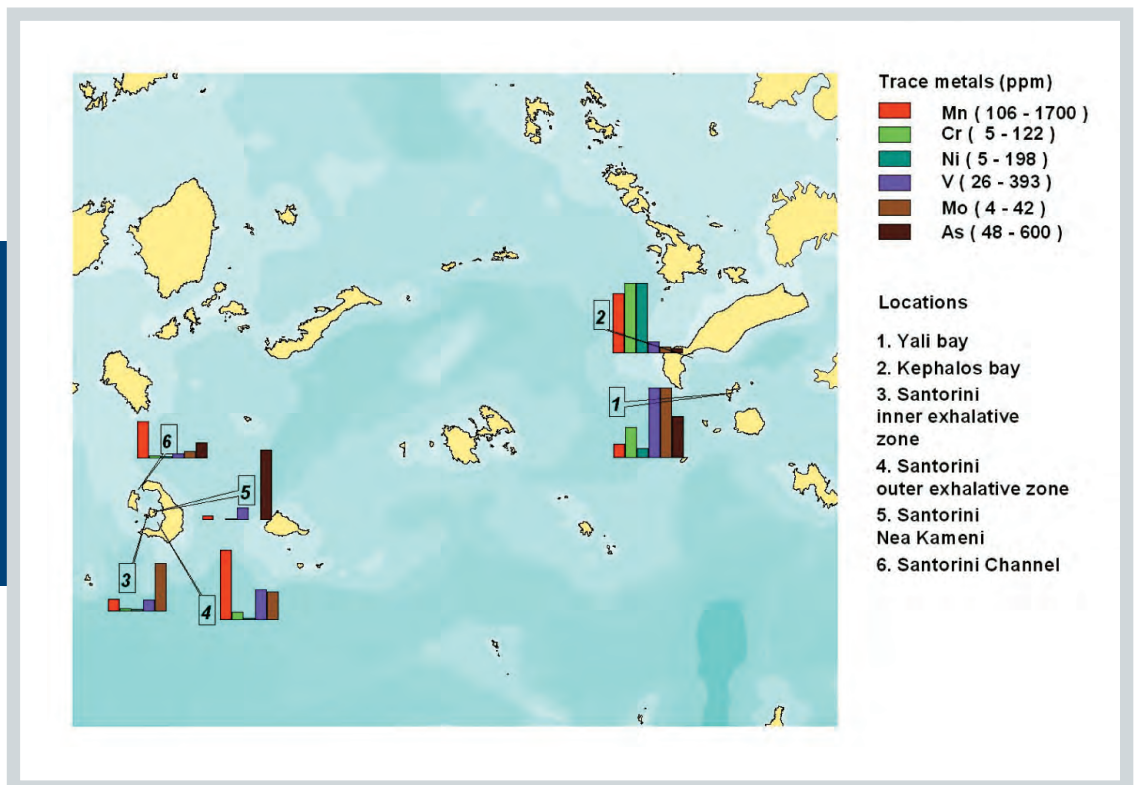 Trace metals (ppm)
Mn ( 106 - 1700 )
Cr ( 5 - 122 )
Ni ( 5 - 198 )
V ( 26 - 393 )
Mo ( 4 - 42 )
As ( 48 - 600 )
Locations
1. Yali bay
2. Kephalos bay
3. Santorini
inner exhalative
zone
4. Santorini
outer exhalative zone
5. Santorini
Nea Kameni
6. Santorini Channel
2
1
6
5
3
4